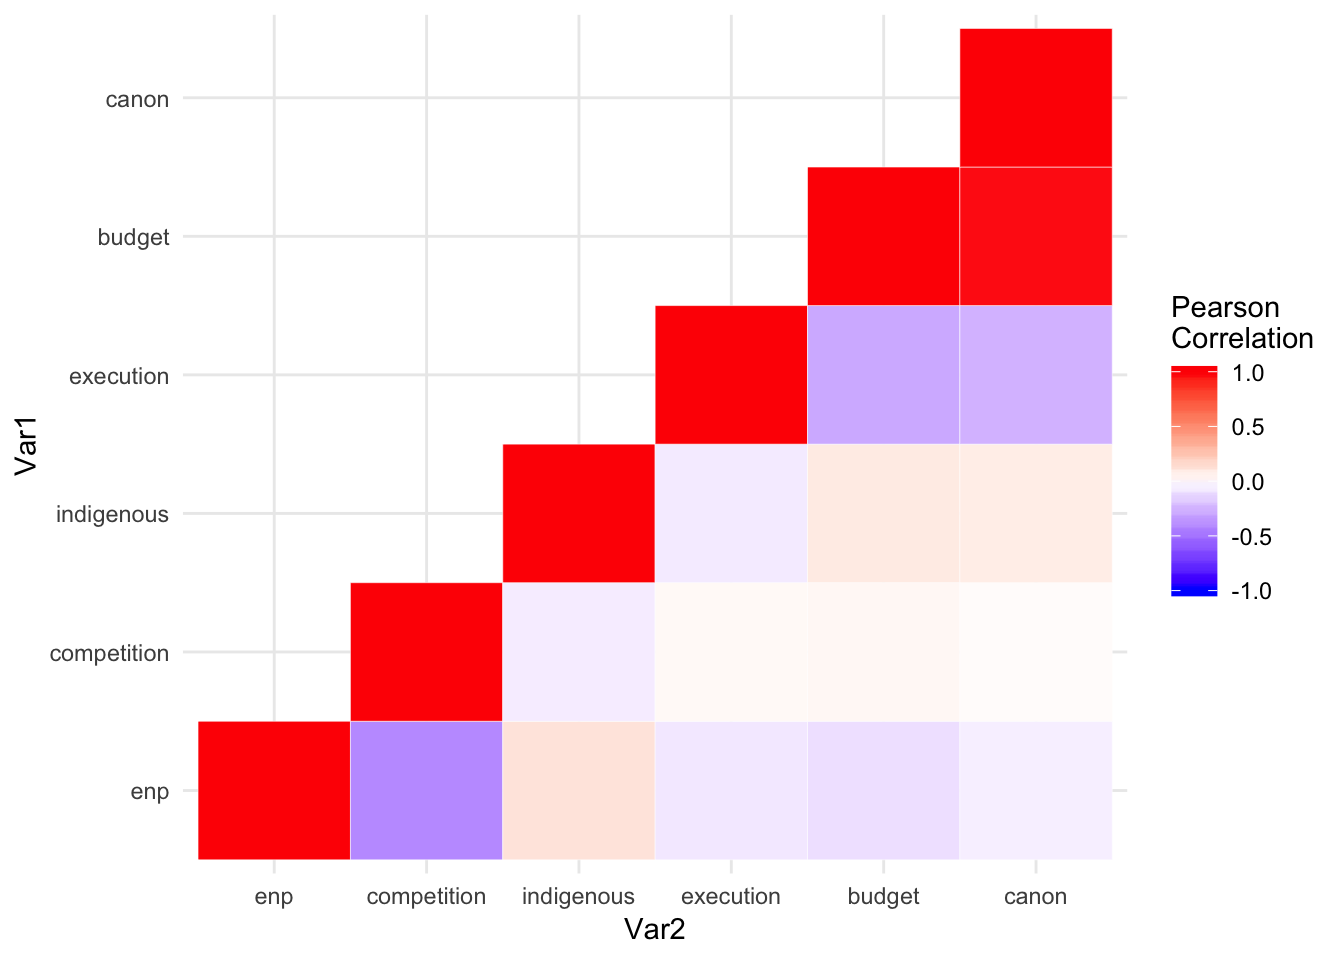 canon
budget
execution
indigenous
competition
enp
Var1
enp competition indigenous execution budget canon
Var2
Pearson
Correlation
1.0
0.5
0.0
-0.5
-1.0